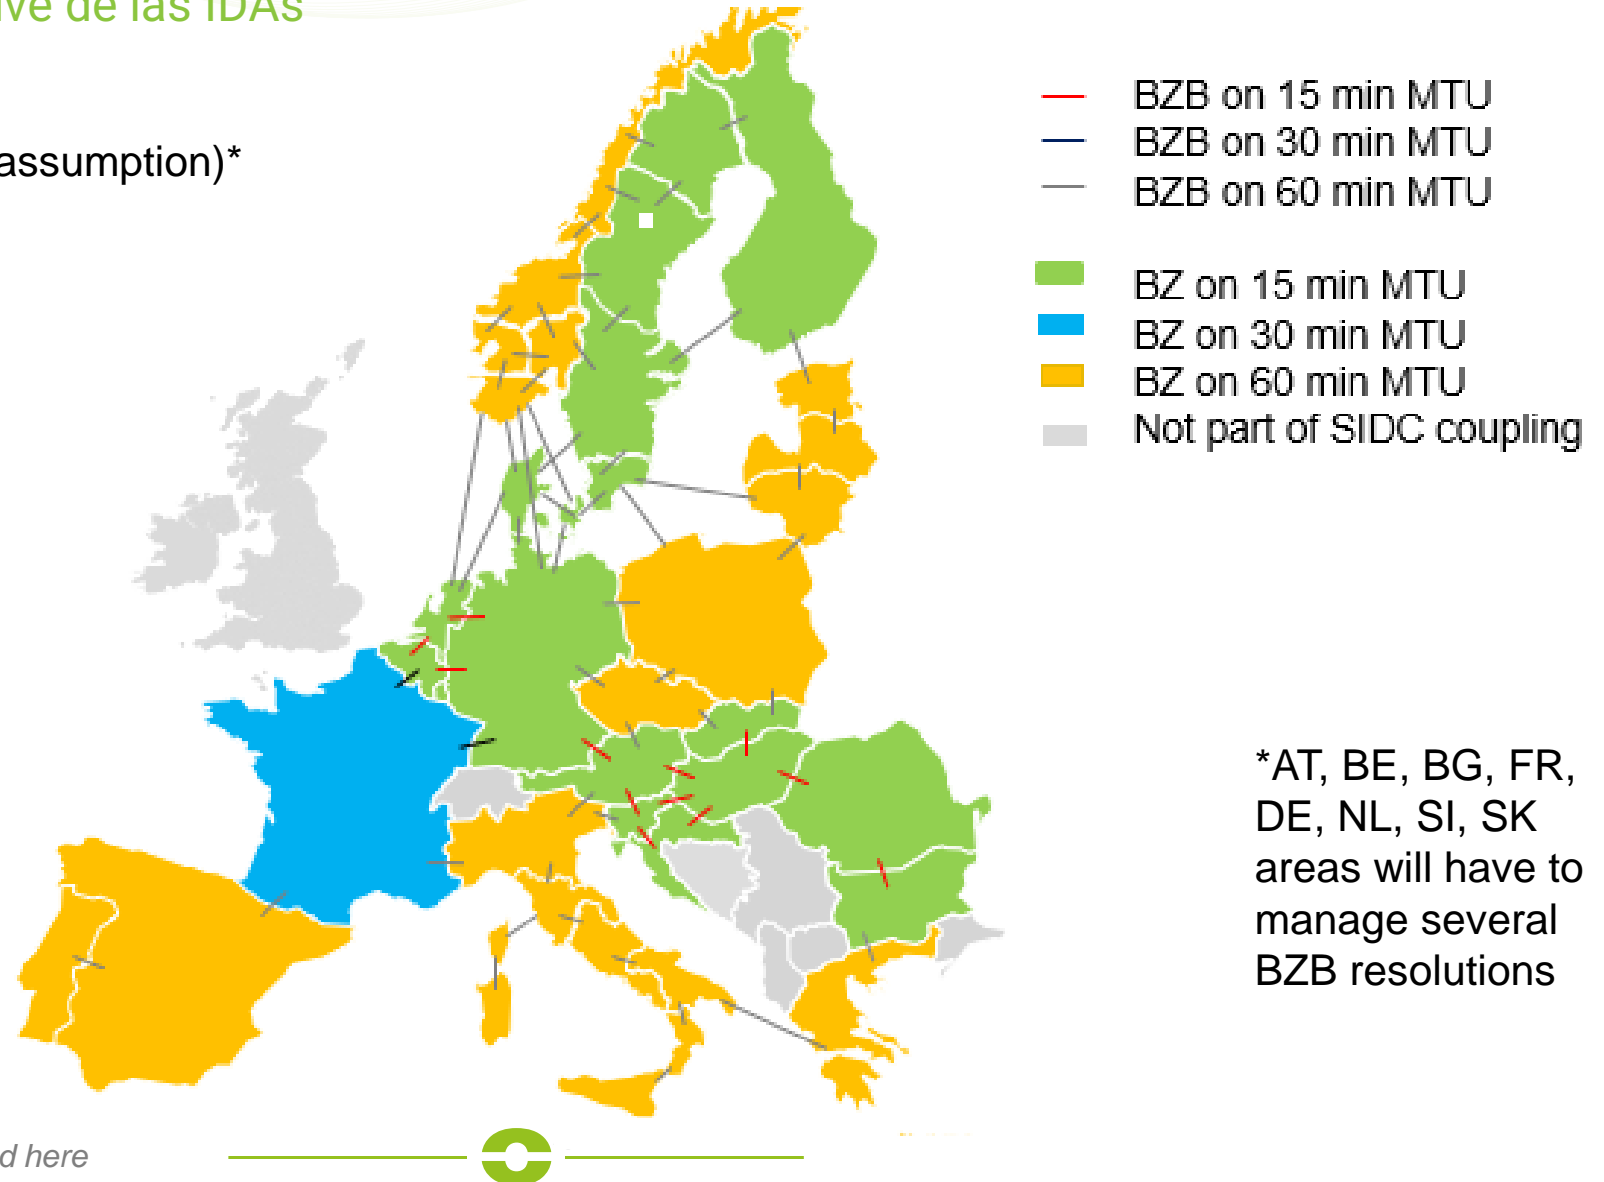 ive de las IDAs
assumption)*
BZB on 15 min MTU
BZB on 30 min MTU
BZB on 60 min MTU
BZ on 15 min MTU
BZ on 30 min MTU
BZ on 60 min MTU
Not part of SIDC coupling
*AT, BE, BG, FR,
DE, NL, SI, SK
areas will have to
manage several
BZB resolutions
d here